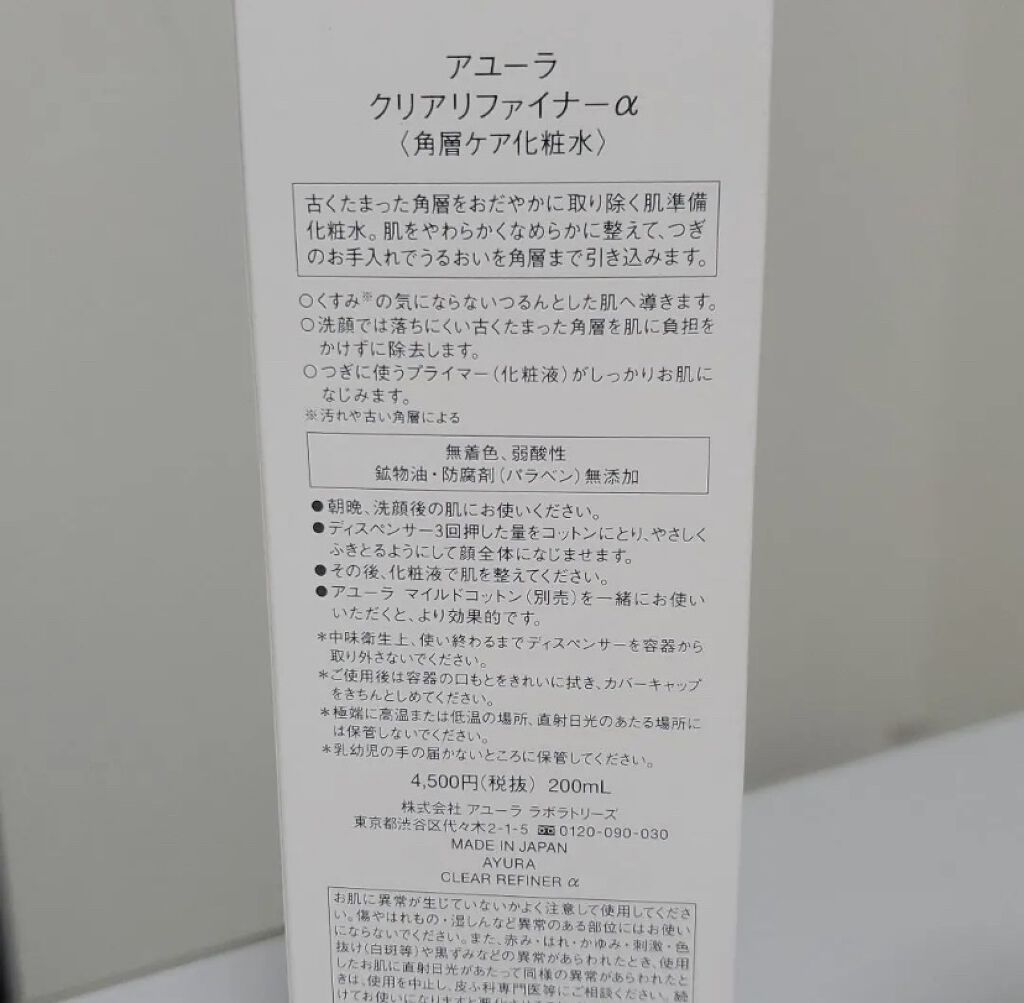 アユーラ
クリアリファイナーα
〈角層ケア化粧水〉
古くたまった角層をおだやかに取り除く肌準備
化粧水。肌をやわらかくなめらかに整えて、つぎ
のお手入れでうるおいを角層まで引き込みます。
○くすみ※の気にならないつるんとした肌へ導きます。
○洗顔では落ちにくい古くたまった角層を肌に負担を
かけずに除去します。
○つぎに使うプライマー(化粧液)がしっかりお肌に
なじみます。
※汚れや古い角層による
無着色、弱酸性
鉱物油・防腐剤(パラベン)無添加
●朝晩、洗顔後の肌にお使いください。
●ディスペンサー3回押した量をコットンにとり、やさしく
ふきとるようにして顔全体になじませます。
●その後、化粧液で肌を整えてください。
●アユーラ マイルドコットン(別売)を一緒にお使い
いただくと、より効果的です。
*中味衛生上、使い終わるまでディスペンサーを容器から
取り外さないでください。
*ご使用後は容器の口もとをきれいに拭き、カバーキャップ
をきちんとしめてください。
*極端に高温または低温の場所、直射日光のあたる場所に
は保管しないでください。
*乳幼児の手の届かないところに保管してください。
4,500円(税抜) 200mL
株式会社 アユーラ ラボラトリーズ
東京都渋谷区代々木2-1-5 0120-090-030
MADE IN JAPAN
AYURA
CLEAR REFINER α
お肌に異常が生じていないかよく注意して使用してくださ
い。傷やはれもの・湿しんなど異常のある部位にはお使い
にならないでください。また、赤み・はれ・かゆみ・刺激・色
抜け(白斑等)や黒ずみなどの異常があらわれたとき、使用
したお肌に直射日光があたって同様の異常があらわれたと
きは、使用を中止し、皮ふ科専門医等にご相談ください。続
けてお使いになりますと